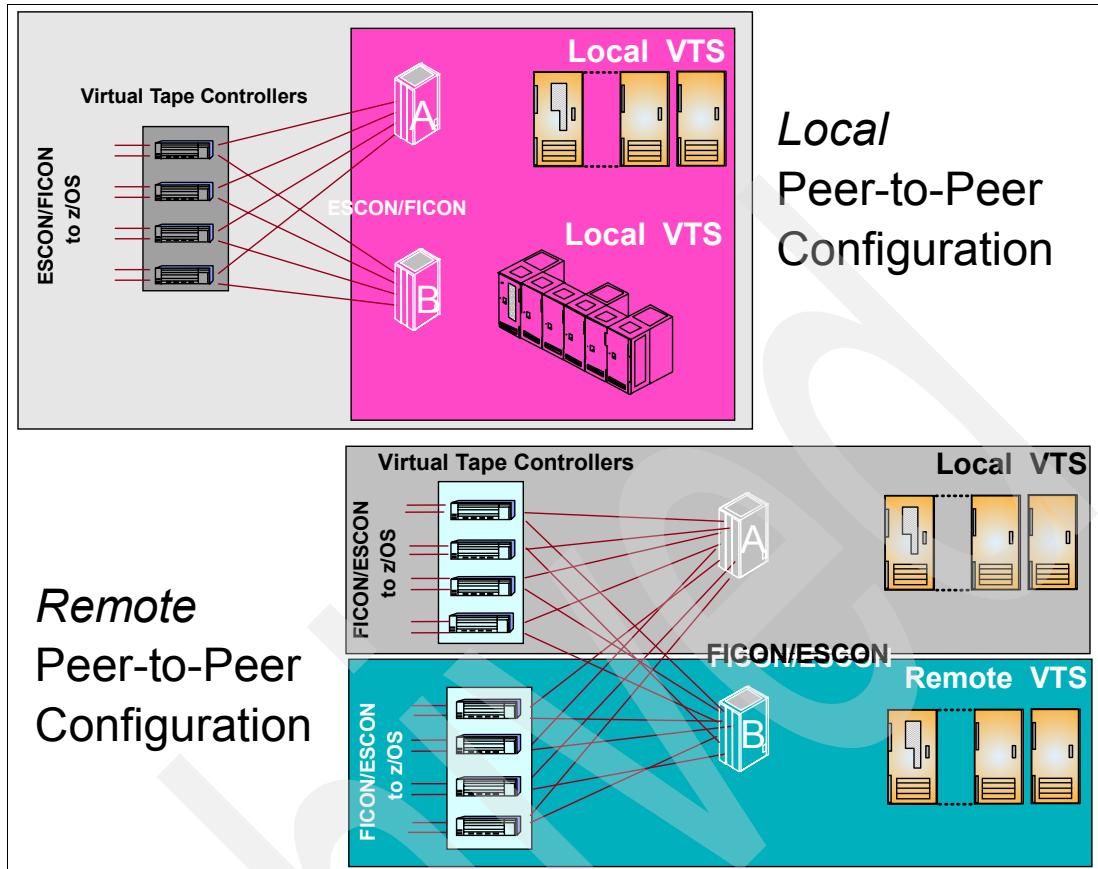 Local VTS
Virtual Tape Controllers
A
ESCON/FICON
to z/OS
ESCON/FICON
Local VTS
B
Local
Peer-to-Peer
Configuration
Virtual Tape Controllers
Local VTS
FICON/ESCON
to z/OS
A
FICON/ESCON
Remote VTS
Remote
Peer-to-Peer
Configuration
FICON/ESCON
to z/OS
B